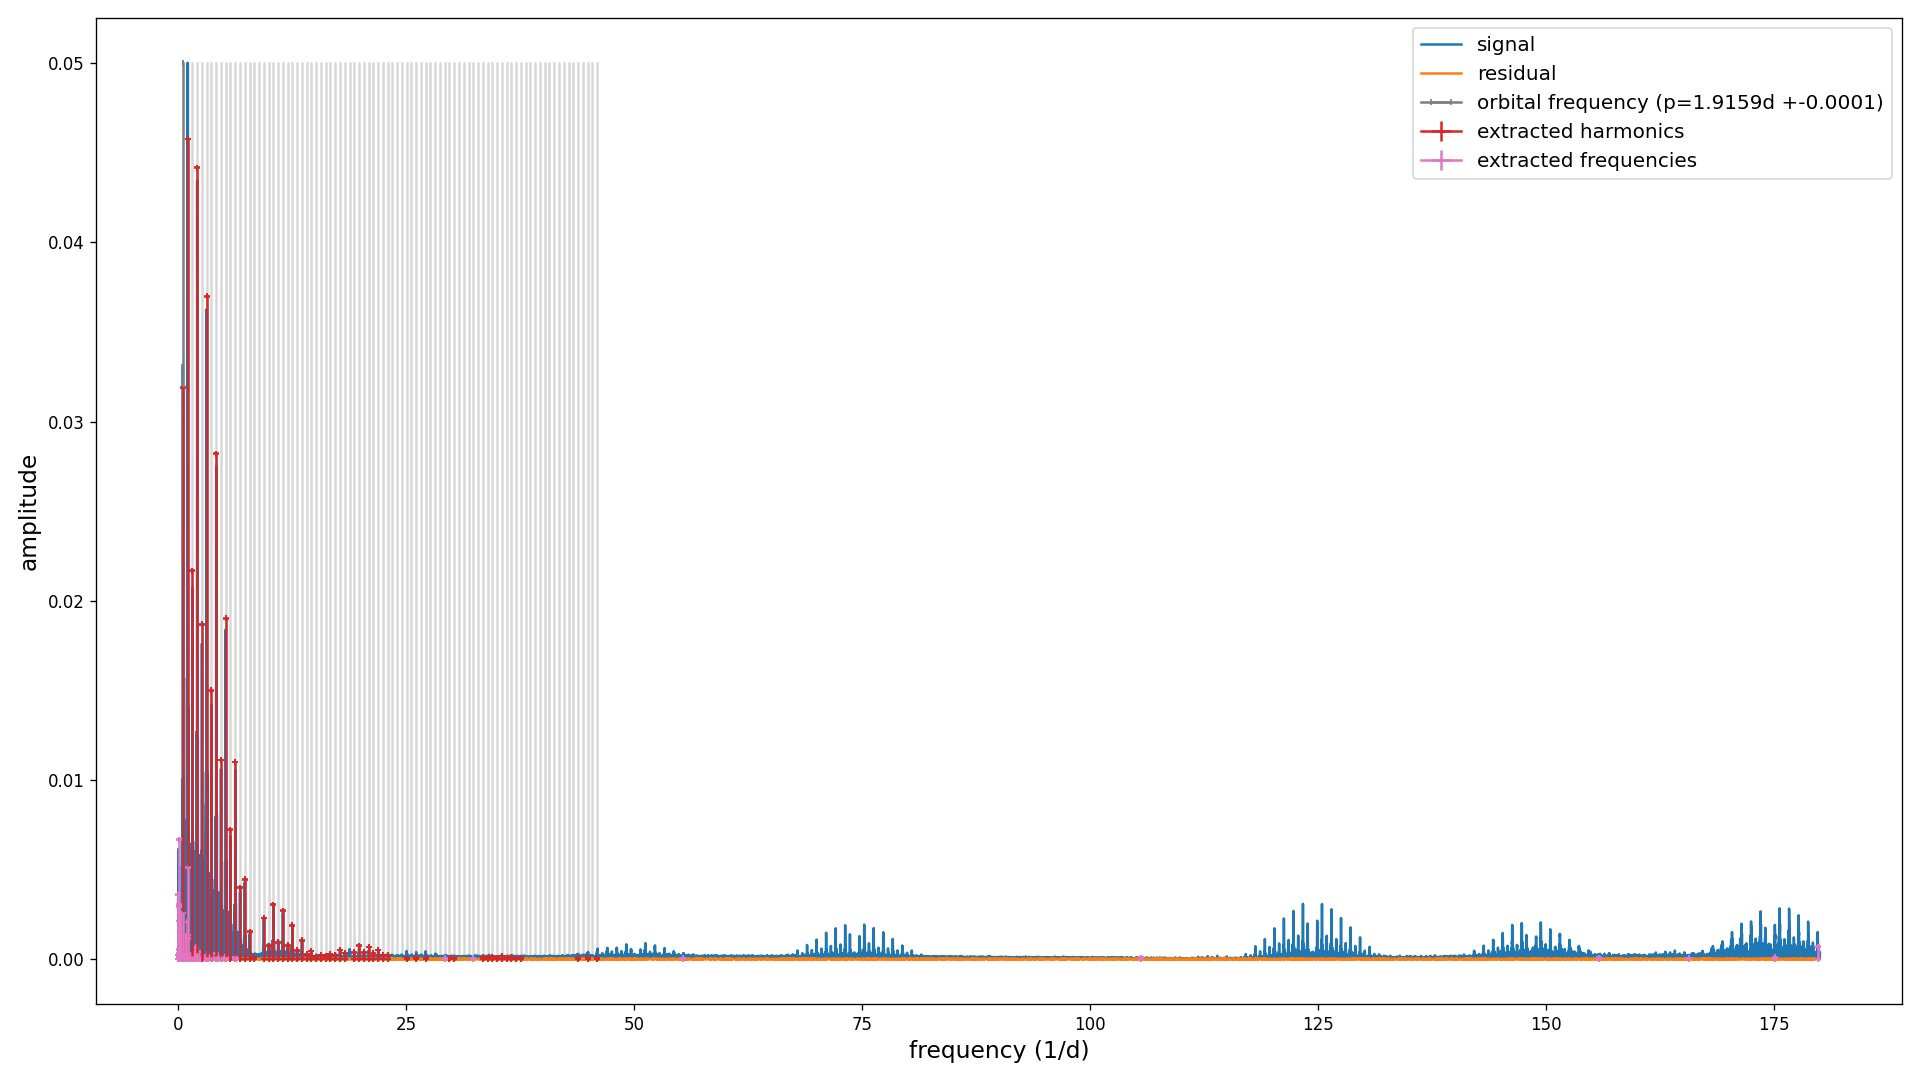 signal
residual
orbital frequency (p=1.9159d +-0.0001)
extracted harmonics
extracted frequencies
amplitude
0.05
0.04
0.03
0.02
0.01
0.00
0 25 50 75 100 125 150 175
frequency (1/d)